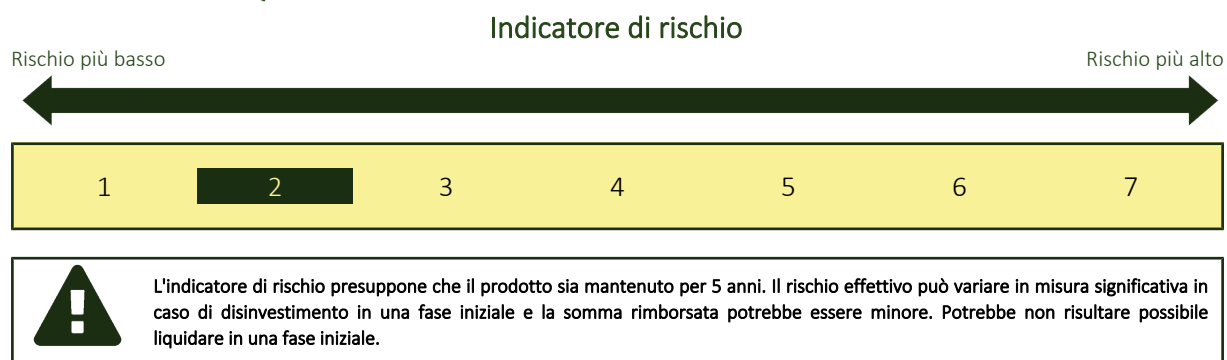 Indicatore di rischio
Rischio più basso Rischio più alto
1 2 3 4 5 6 7
L'indicatore di rischio presuppone che il prodotto sia mantenuto per 5 anni. Il rischio effettivo può variare in misura significativa in
caso di disinvestimento in una fase iniziale e la somma rimborsata potrebbe essere minore. Potrebbe non risultare possibile
liquidare in una fase iniziale.